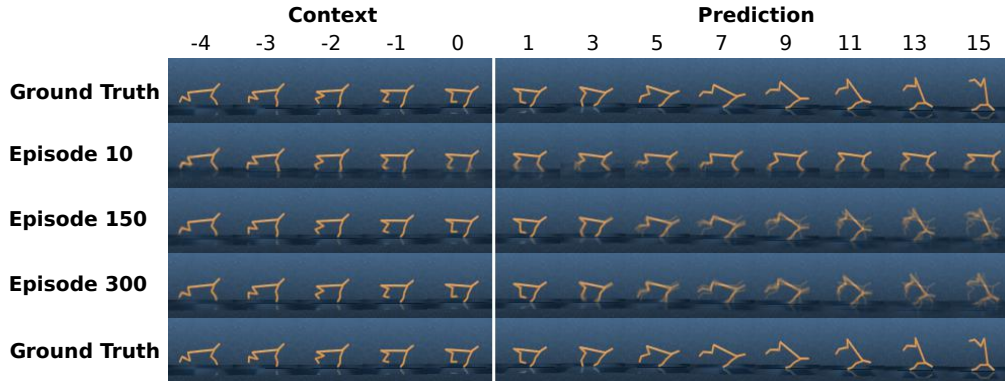 Context Prediction
-4 -3 -2 -1 0 1 3 5 7 9 11 13 15
Ground Truth
Episode 10
Episode 150
Episode 300
Ground Truth